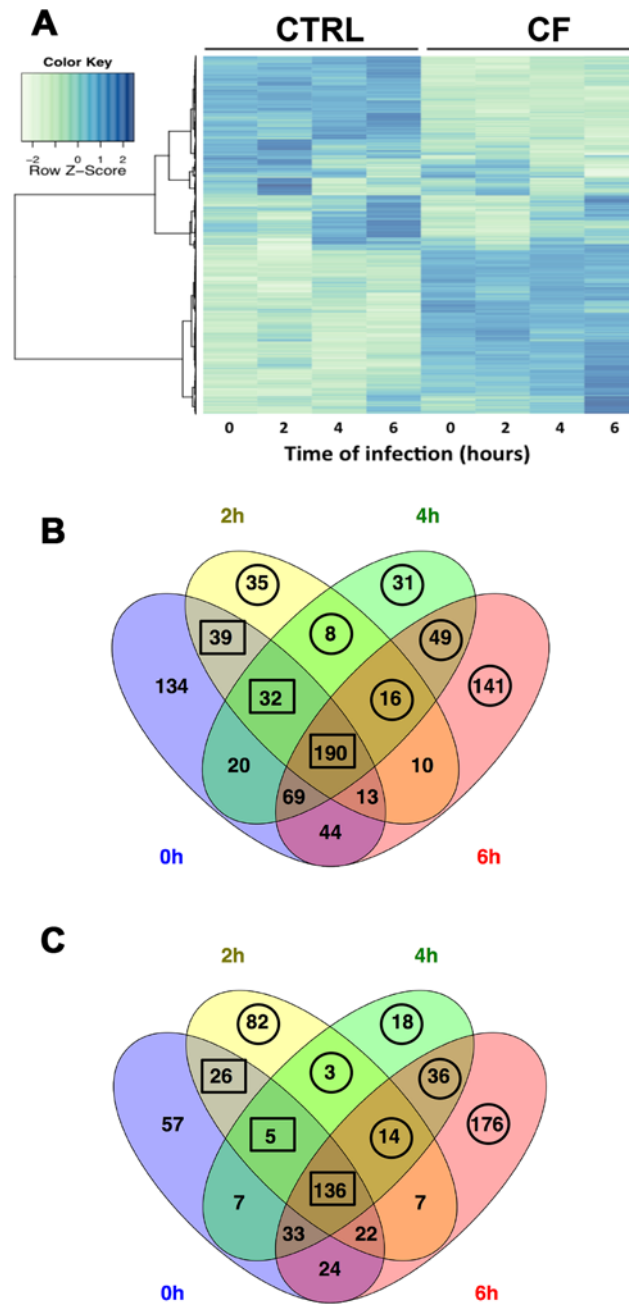 A
CTRL CF
Color Key
−2 0 1 2
Row Z−Score
0 2 4 6 0 2 4 6
Time of infection (hours)
B
2h 4h
35 31
39 8 49
134 32 16 141
190
20 10
69 13
44
0h 6h
C
2h 4h
82 18
26 3 36
57 5 14 176
136
7 7
33 22
24
0h 6h